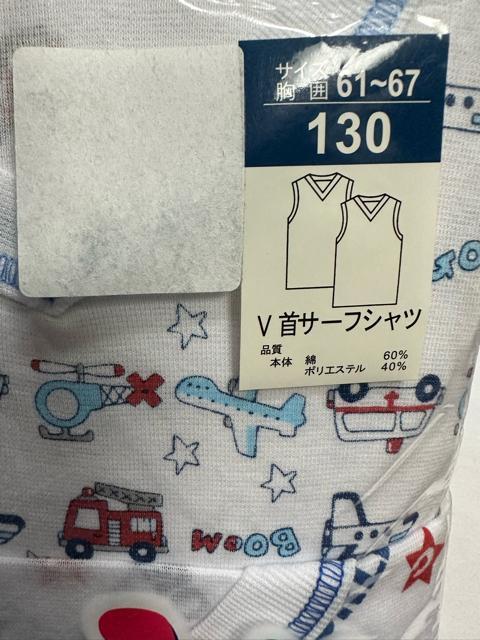 サイズ
胸囲 61~67
130
V首サーフシャツ
品質
本体 綿 60%
ポリエステル 40%
BOOM